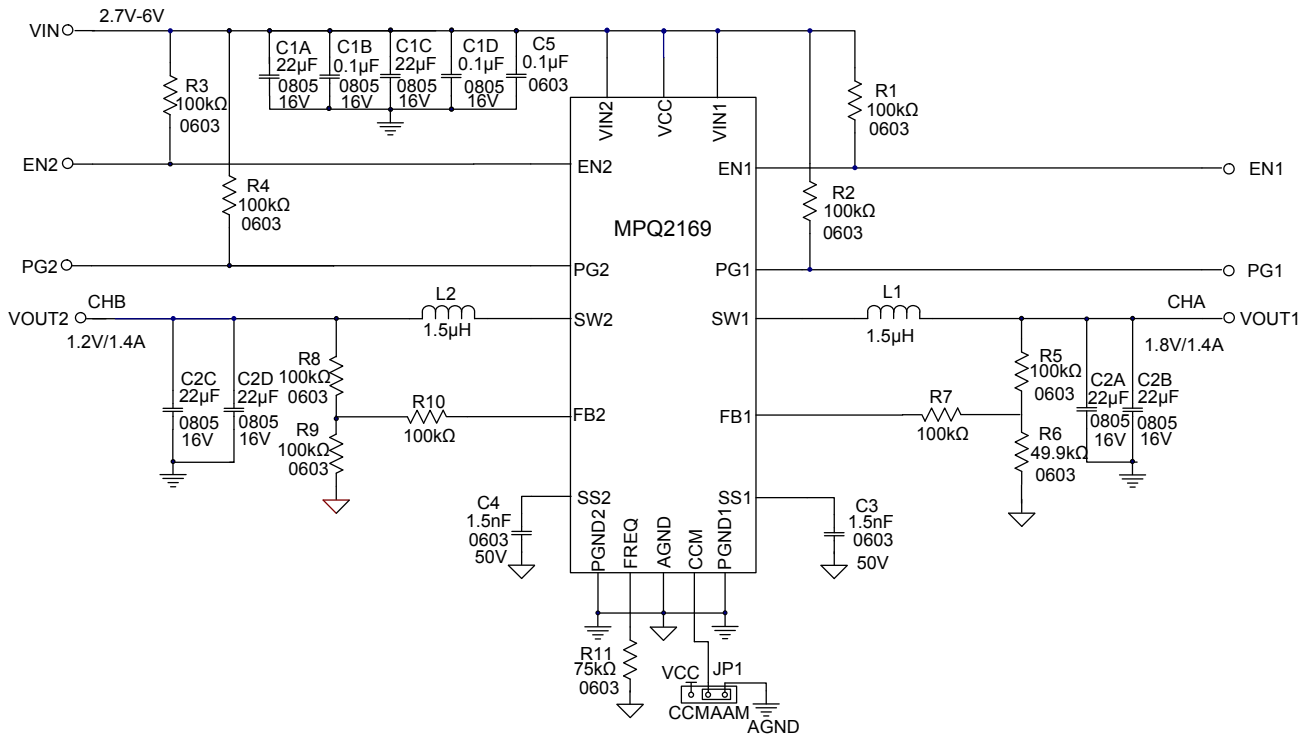 2.7V-6V
VIN
C1A
22µF
0805
16V
C1B
0.1µF
0805
16V
C1C
22µF
0805
16V
C1D
0.1µF
0805
16V
C5
0.1µF
0603
R3
100kΩ
0603
VIN2
VCC
VIN1
R1
100kΩ
0603
EN2
EN2
EN1
EN1
R4
100kΩ
0603
R2
100kΩ
0603
MPQ2169
PG2
PG2
PG1
PG1
CHB
VOUT2
1.2V/1.4A
L2
1.5µH
SW2
SW1
L1
1.5µH
CHA
VOUT1
1.8V/1.4A
C2C
22µF
0805
16V
C2D
22µF
0805
16V
R8
100kΩ
0603
R9
100kΩ
0603
R10
100kΩ
FB2
FB1
R7
100kΩ
R5
100kΩ
0603
R6
49.9kΩ
0603
C2A
22µF
0805
16V
C2B
22µF
0805
16V
C4
1.5nF
0603
50V
SS2
SS1
C3
1.5nF
0603
50V
PGND2
FREQ
AGND
CCM
PGND1
R11
75kΩ
0603
VCC
JP1
CCMAAM
AGND